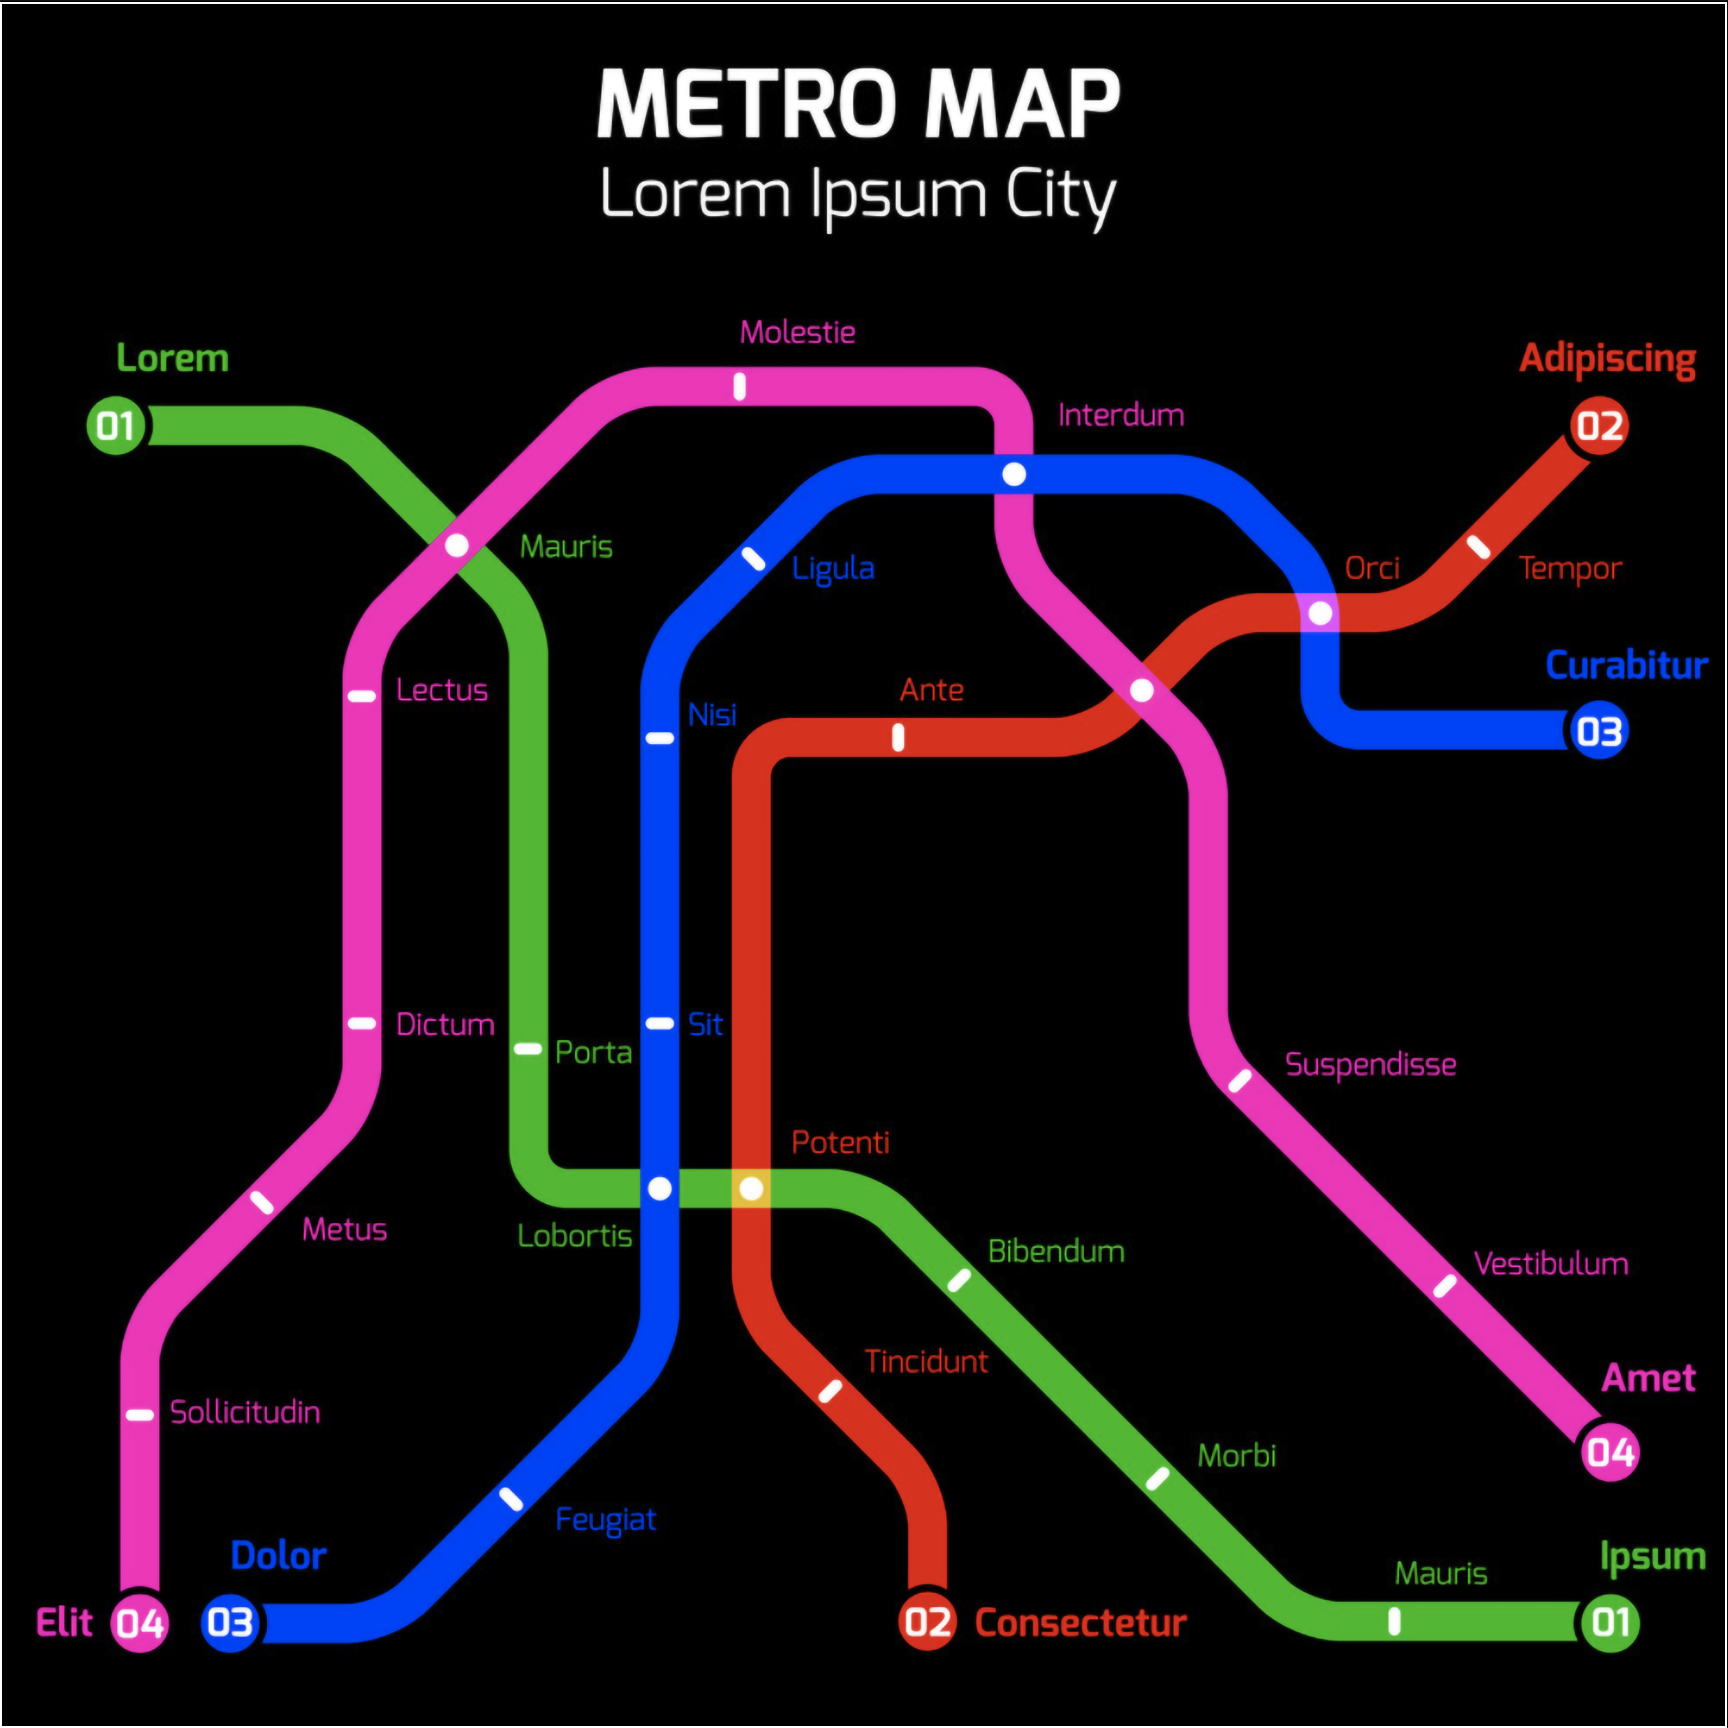 METRO MAP
Lorem Ipsum City
Molestie
Lorem
Adipiscing
01
Interdum
02
Mauris
Ligula
Orci
Tempor
Curabitur
Lectus
Ante
Nisi
03
Dictum
Sit
Porta
Suspendisse
Potenti
Metus
Lobortis
Bibendum
Vestibulum
Tincidunt
Amet
Sollicitudin
04
Morbi
Feugiat
Dolor
Mauris
Ipsum
Elit
04
03
02
Consectetur
01